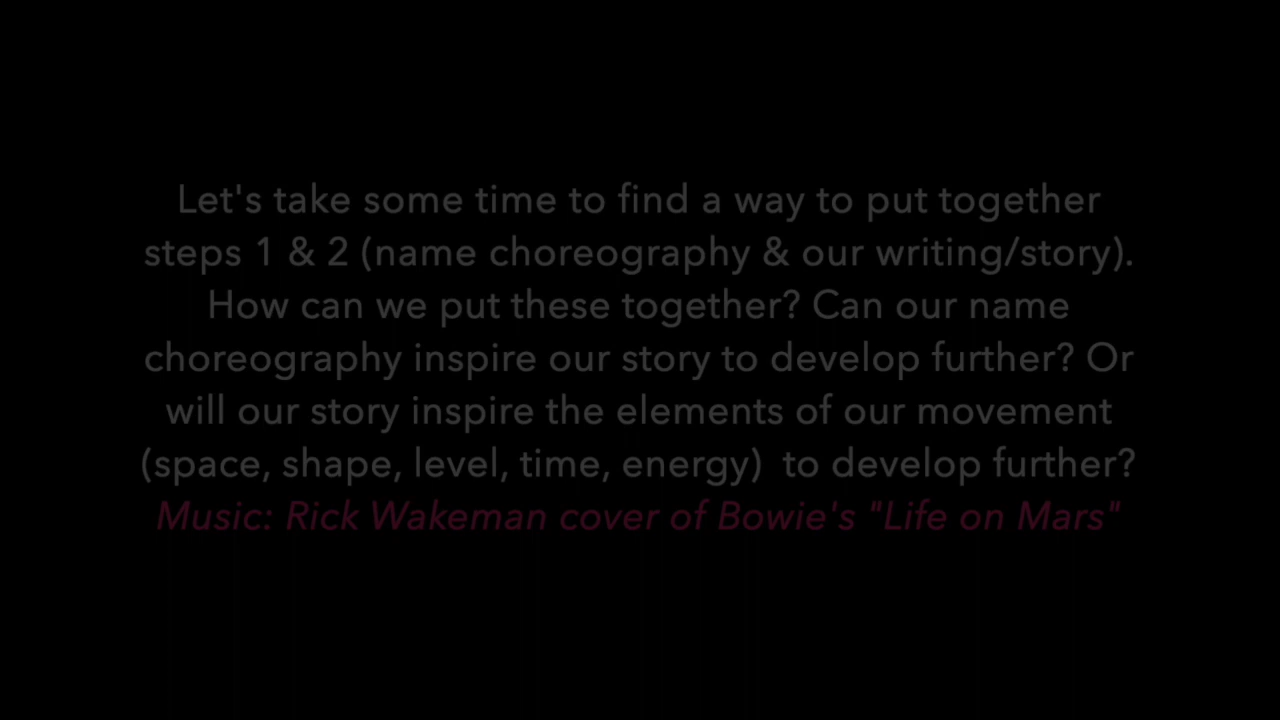 Let's take some time to find a way to put together
steps 1 & 2 (name choreography & our writing/story).
How can we put these together? Can our name
choreography inspire our story to develop further? Or
will our story inspire the elements of our movement
(space, shape, level, time, energy)  to develop further?
Music: Rick Wakeman cover of Bowie's "Life on Mars"